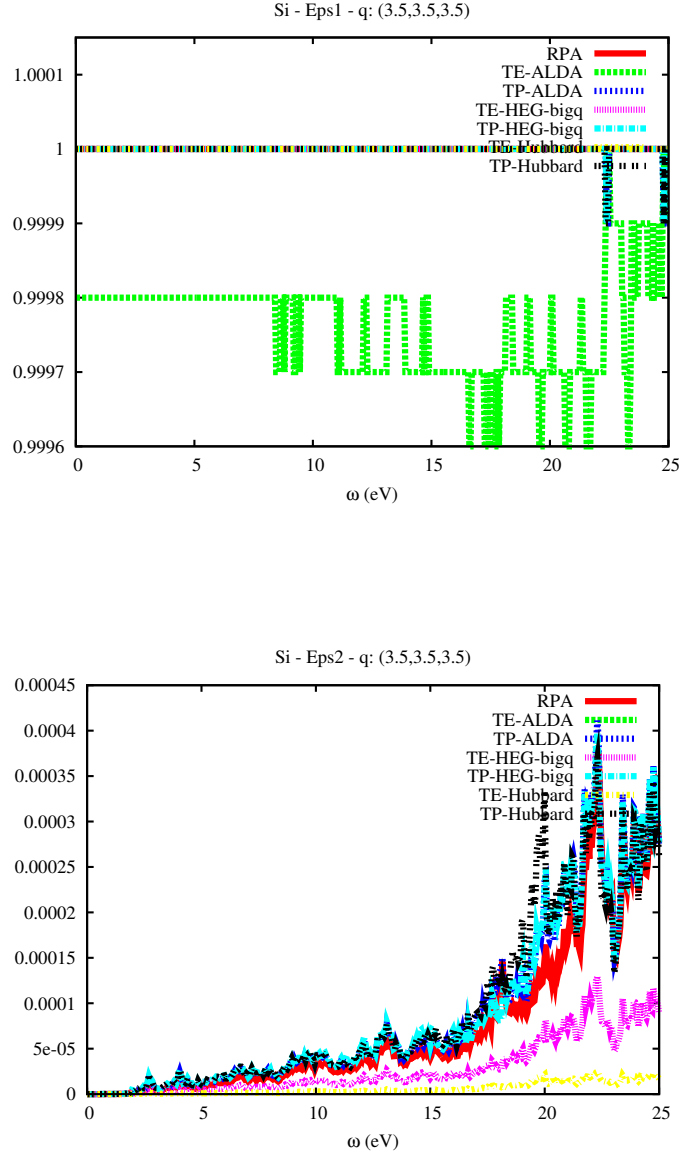 Si - Eps1 - q: (3.5,3.5,3.5)
RPA
TE-ALDA
TP-ALDA
TE-HEG-bigq
TP-HEG-bigq
TE-Hubbard
TP-Hubbard
1.0001
1
0.9999
0.9998
0.9997
0.9996
0 5 10 15 20 25
ω (eV)
Si - Eps2 - q: (3.5,3.5,3.5)
RPA
TE-ALDA
TP-ALDA
TE-HEG-bigq
TP-HEG-bigq
TE-Hubbard
TP-Hubbard
0.00045
0.0004
0.00035
0.0003
0.00025
0.0002
0.00015
0.0001
5e-05
0
0 5 10 15 20 25
ω (eV)